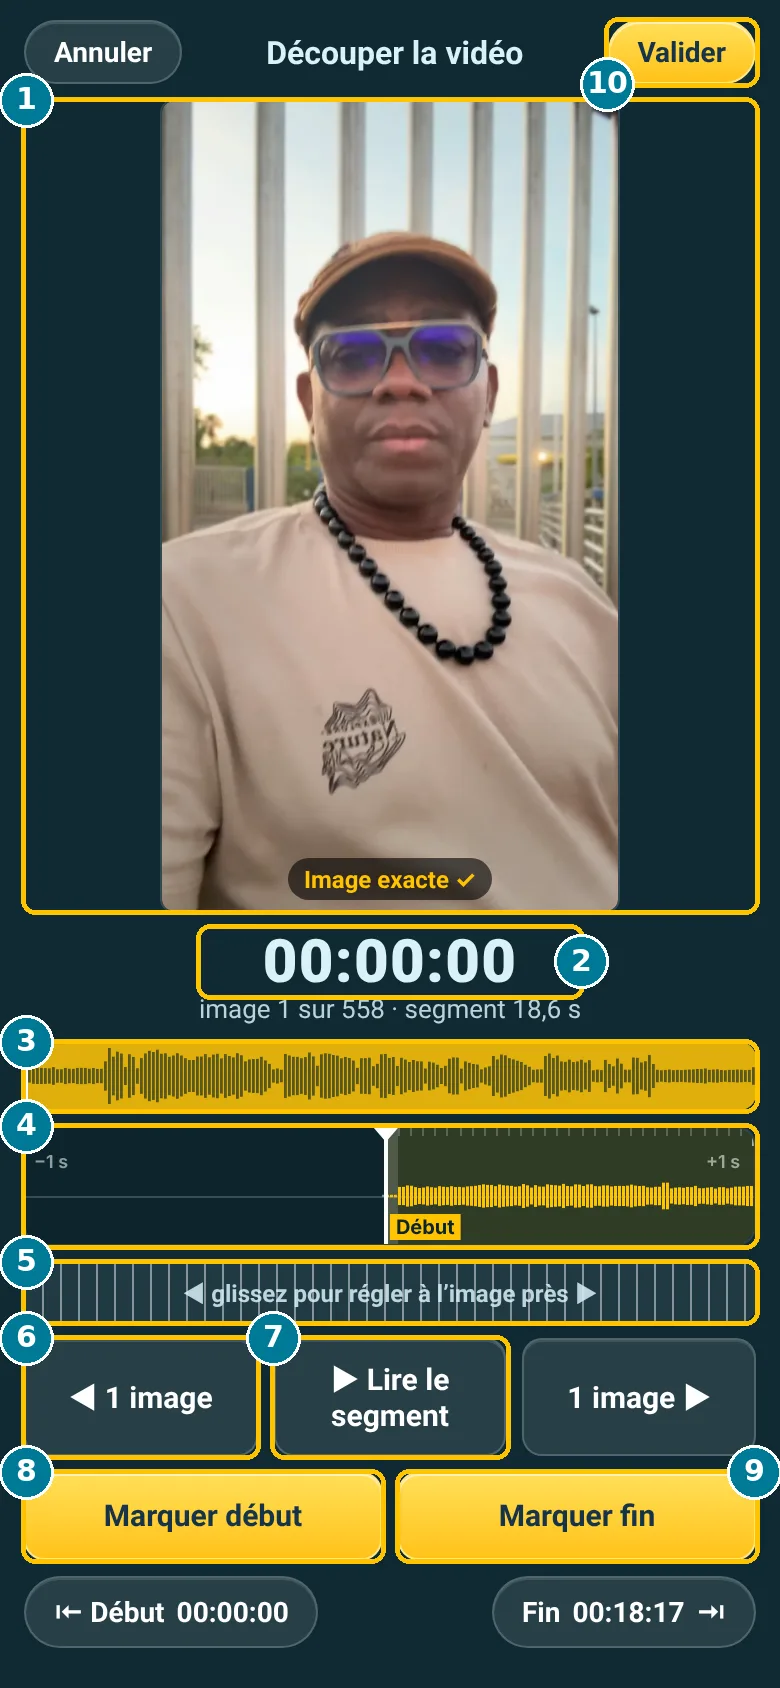 Annuler
Découper la vidéo
Valider
10
1
Image exacte ✓
00:00:00
2
image 1 sur 558 · segment 18,6 s
3
4
−1 s
+1 s
Début
5
◀ glissez pour régler à l’image près ▶
6
7
◀ 1 image
▶ Lire le
segment
1 image ▶
8
9
Marquer début
Marquer fin
⇤ Début 00:00:00
Fin 00:18:17 ⇥